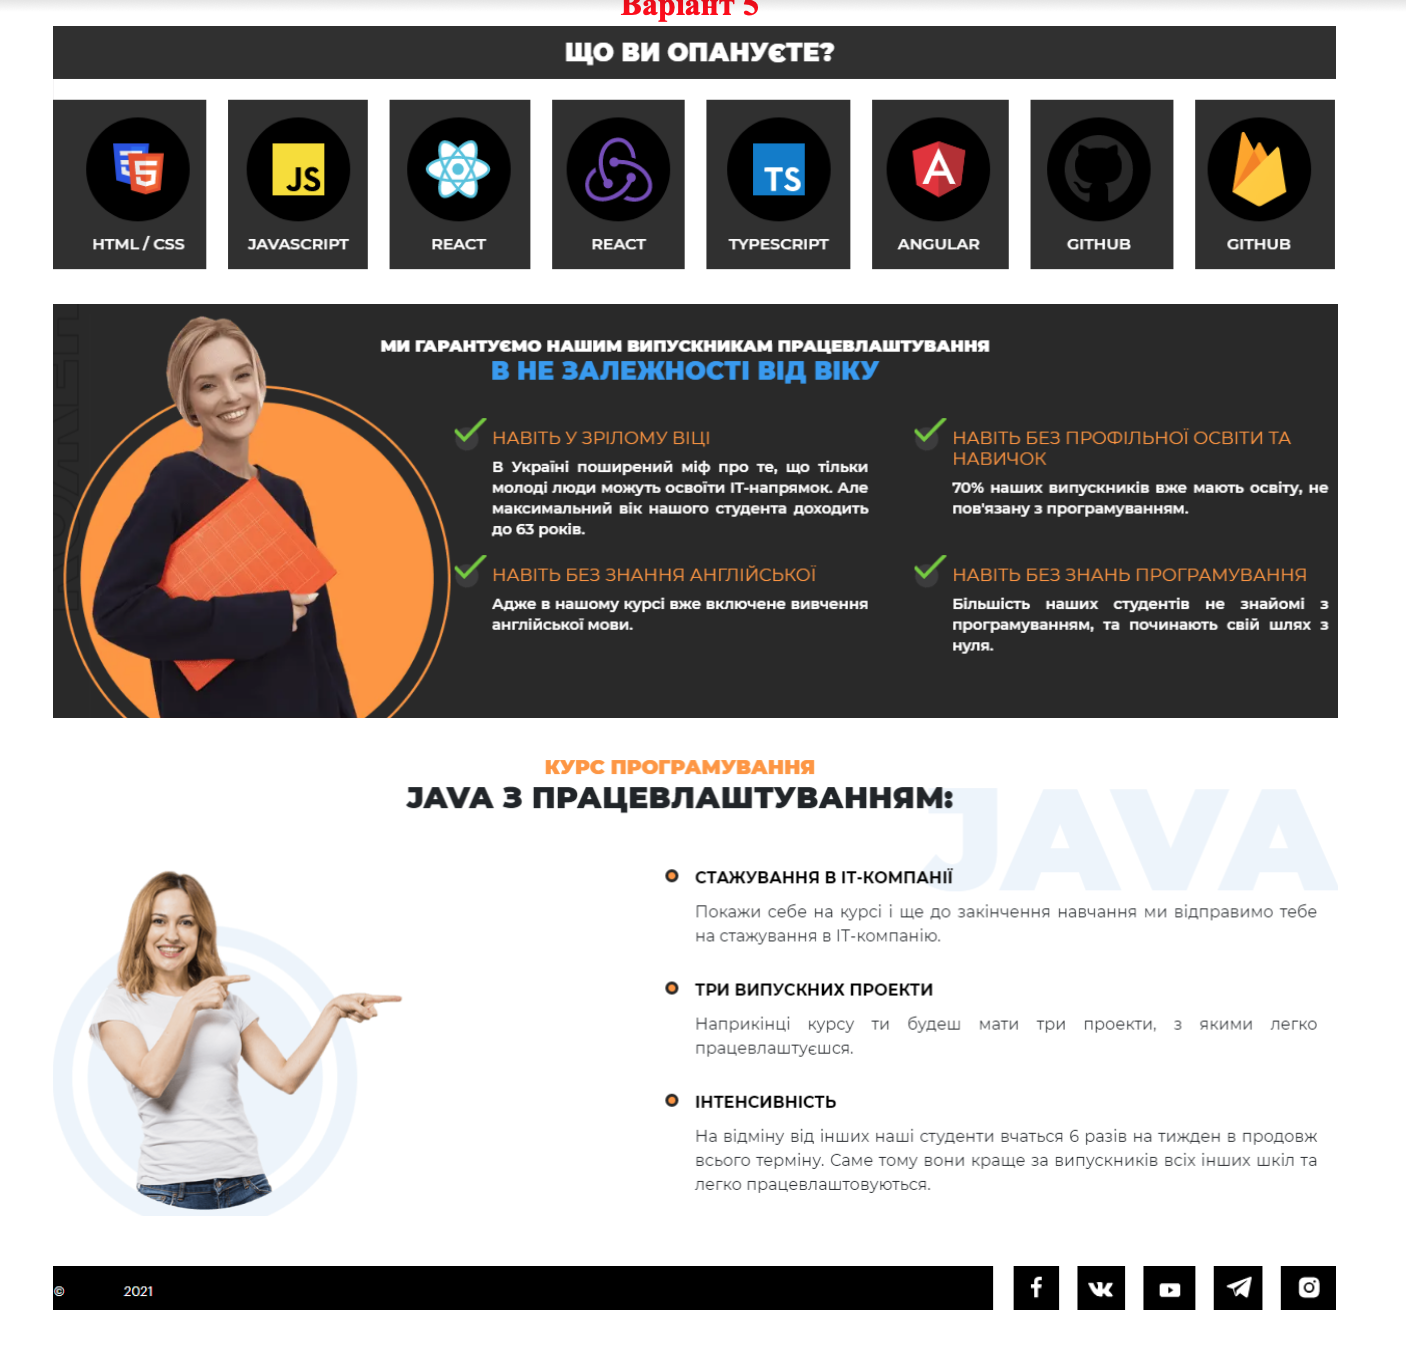 Варіант 5
ЩО ВИ ОПАНУЄТЕ?
JS
TS
A
5
HTML / CSS
JAVASCRIPT
REACT
REACT
TYPESCRIPT
ANGULAR
GITHUB
GITHUB
МИ ГАРАНТУЄМО НАШИМ ВИПУСКНИКАМ ПРАЦЕВЛАШТУВАННЯ
В НЕ ЗАЛЕЖНОСТІ ВІД ВІКУ
НАВІТЬ У ЗРІЛОМУ ВІЦІ
В Україні поширений міф про те, що тільки
молоді люди можуть освоїти ІТ-напрямок. Але
максимальний вік нашого студента доходить
до 63 років.
НАВІТЬ БЕЗ ПРОФІЛЬНОЇ ОСВІТИ ТА
НАВИЧОК
70% наших випускників вже мають освіту, не
пов'язану з програмуванням.
НАВІТЬ БЕЗ ЗНАННЯ АНГЛІЙСЬКОЇ
Адже в нашому курсі вже включене вивчення
англійської мови.
НАВІТЬ БЕЗ ЗНАНЬ ПРОГРАМУВАННЯ
Більшість наших студентів не знайомі з
програмуванням, та починають свій шлях з
нуля.
КУРС ПРОГРАМУВАННЯ
JAVA З ПРАЦЕВЛАШТУВАННЯМ:
JAVA
СТАЖУВАННЯ В ІТ-КОМПАНІЇ
Покажи себе на курсі і ще до закінчення навчання ми відправимо тебе
на стажування в ІТ-компанію.
ТРИ ВИПУСКНИХ ПРОЕКТИ
Наприкінці курсу ти будеш мати три проекти, з якими легко
працевлаштуєшся.
ІНТЕНСИВНІСТЬ
На відміну від інших наші студенти вчаться 6 разів на тижден в продовж
всього терміну. Саме тому вони краще за випускників всіх інших шкіл та
легко працевлаштовуються.
© 2021